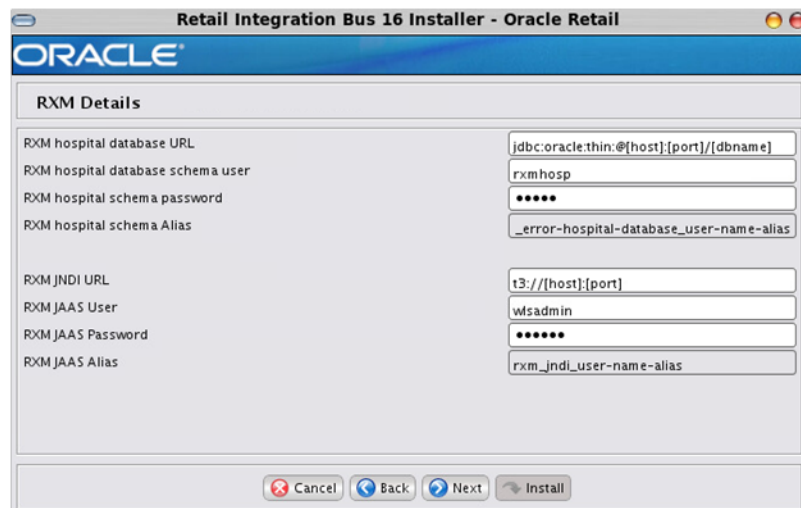 Retail Integration Bus 16 Installer - Oracle Retail
ORACLE
RXM Details
RXM hospital database URL jdbc:oracle:thin:@[host]:[port]/[dbname]
RXM hospital database schema user rxmhosp
RXM hospital schema password •••••
RXM hospital schema Alias _error-hospital-database_user-name-alias
RXM JNDI URL t3://[host]:[port]
RXM JAAS User wlsadmin
RXM JAAS Password ••••••
RXM JAAS Alias rxm_jndi_user-name-alias
Cancel Back Next Install